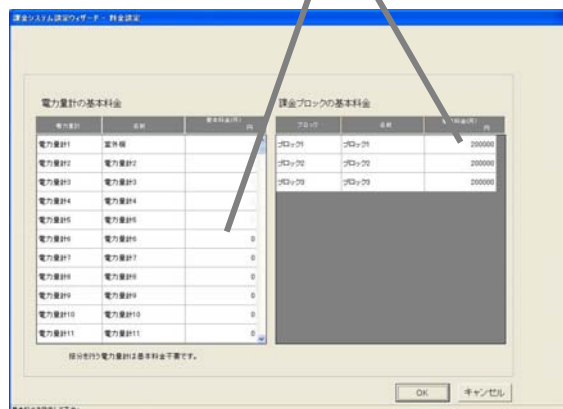 課金システム設定ウィザード - 料金設定
電力量計の基本料金
課金ブロックの基本料金
電力量計 名前 基本料金(月) 円
ブロック 名前 円
電力量計1 室外機
電力量計2 電力量計2
電力量計3 電力量計3
電力量計4 電力量計4
電力量計5 電力量計5
電力量計6 電力量計6 0
電力量計7 電力量計7 0
電力量計8 電力量計8 0
電力量計9 電力量計9 0
電力量計10 電力量計10 0
電力量計11 電力量計11 0
ブロック1 ブロック1 200000
ブロック2 ブロック2 200000
ブロック3 ブロック3 200000
按分を行う電力量計は基本料金不要です。
OK キャンセル